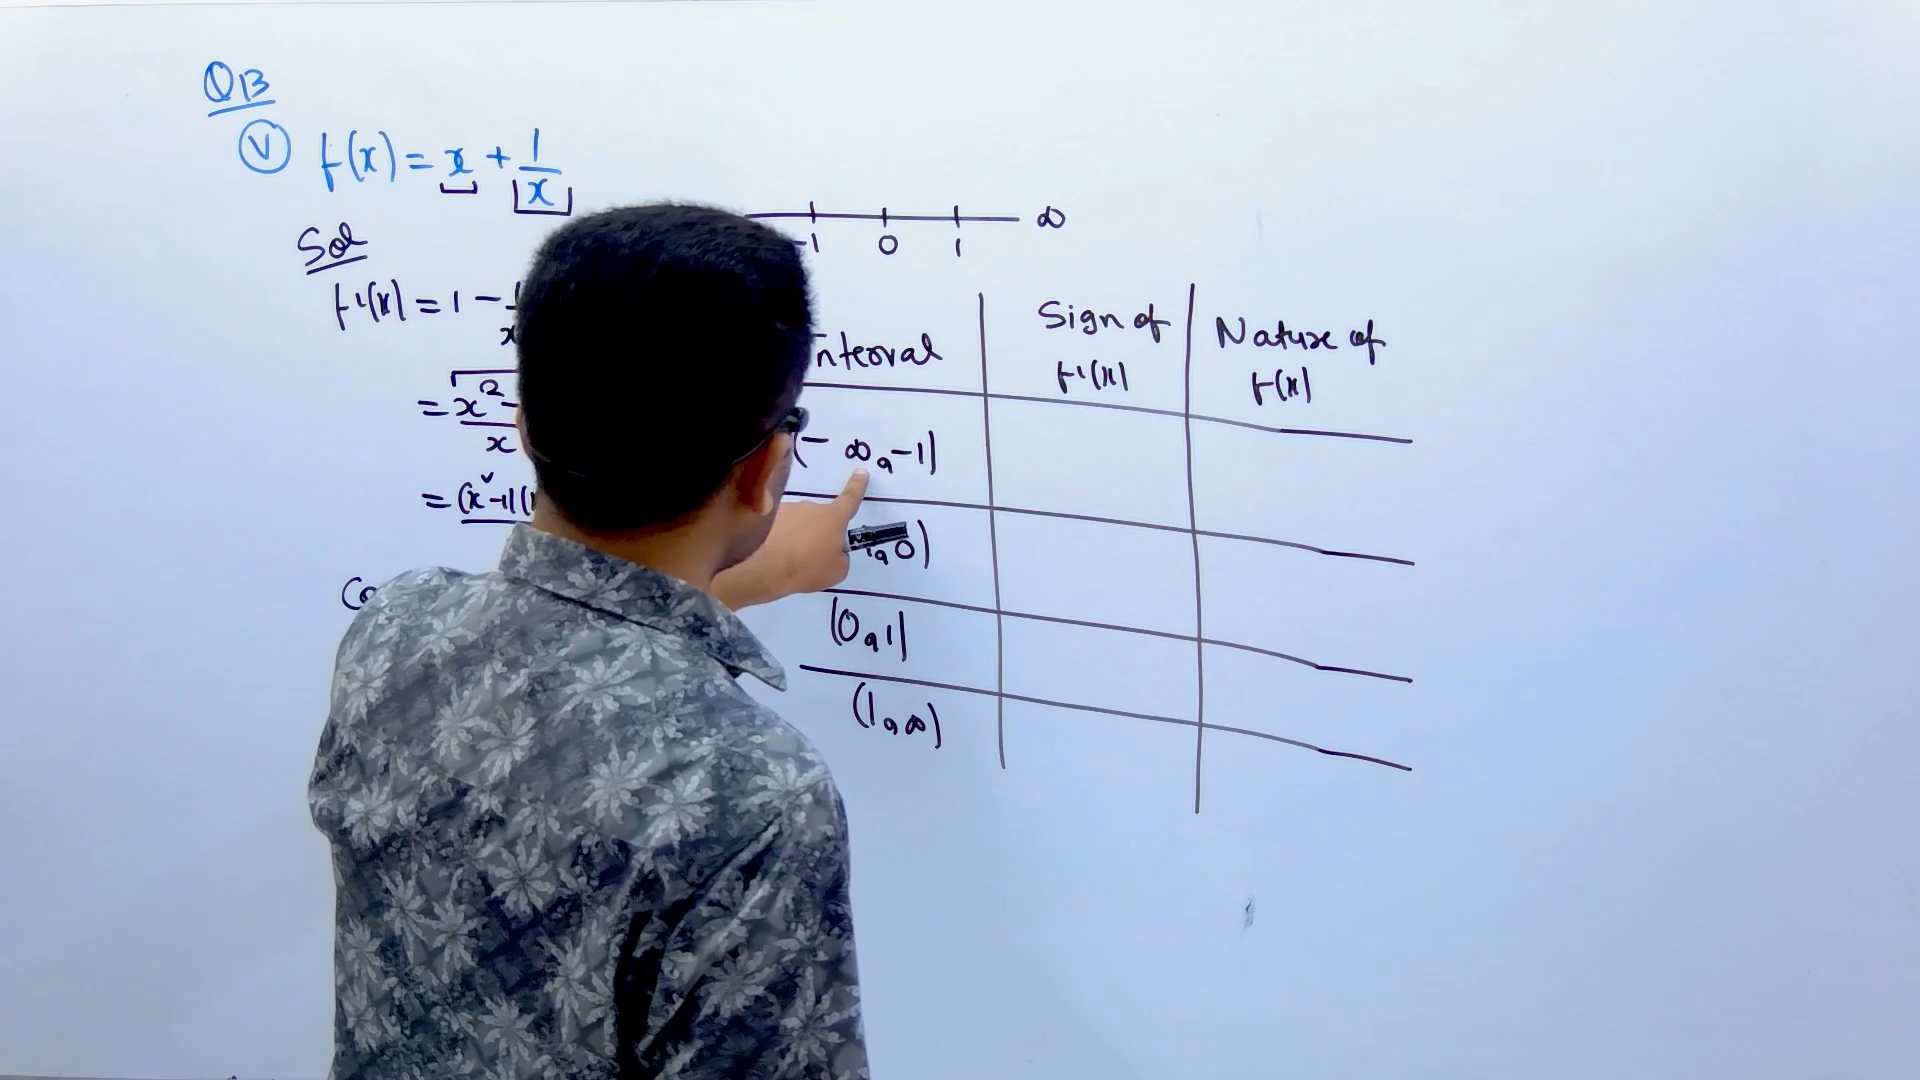 Q13
(V) f(x) = x + 1/x
-1 0 1 ∞
Sol
f'(x) = 1 -
= x² -
x
= (x-1)(
Interval
Sign of f'(x)
Nature of f(x)
(-∞, -1)
, 0)
(0, 1)
(1, ∞)